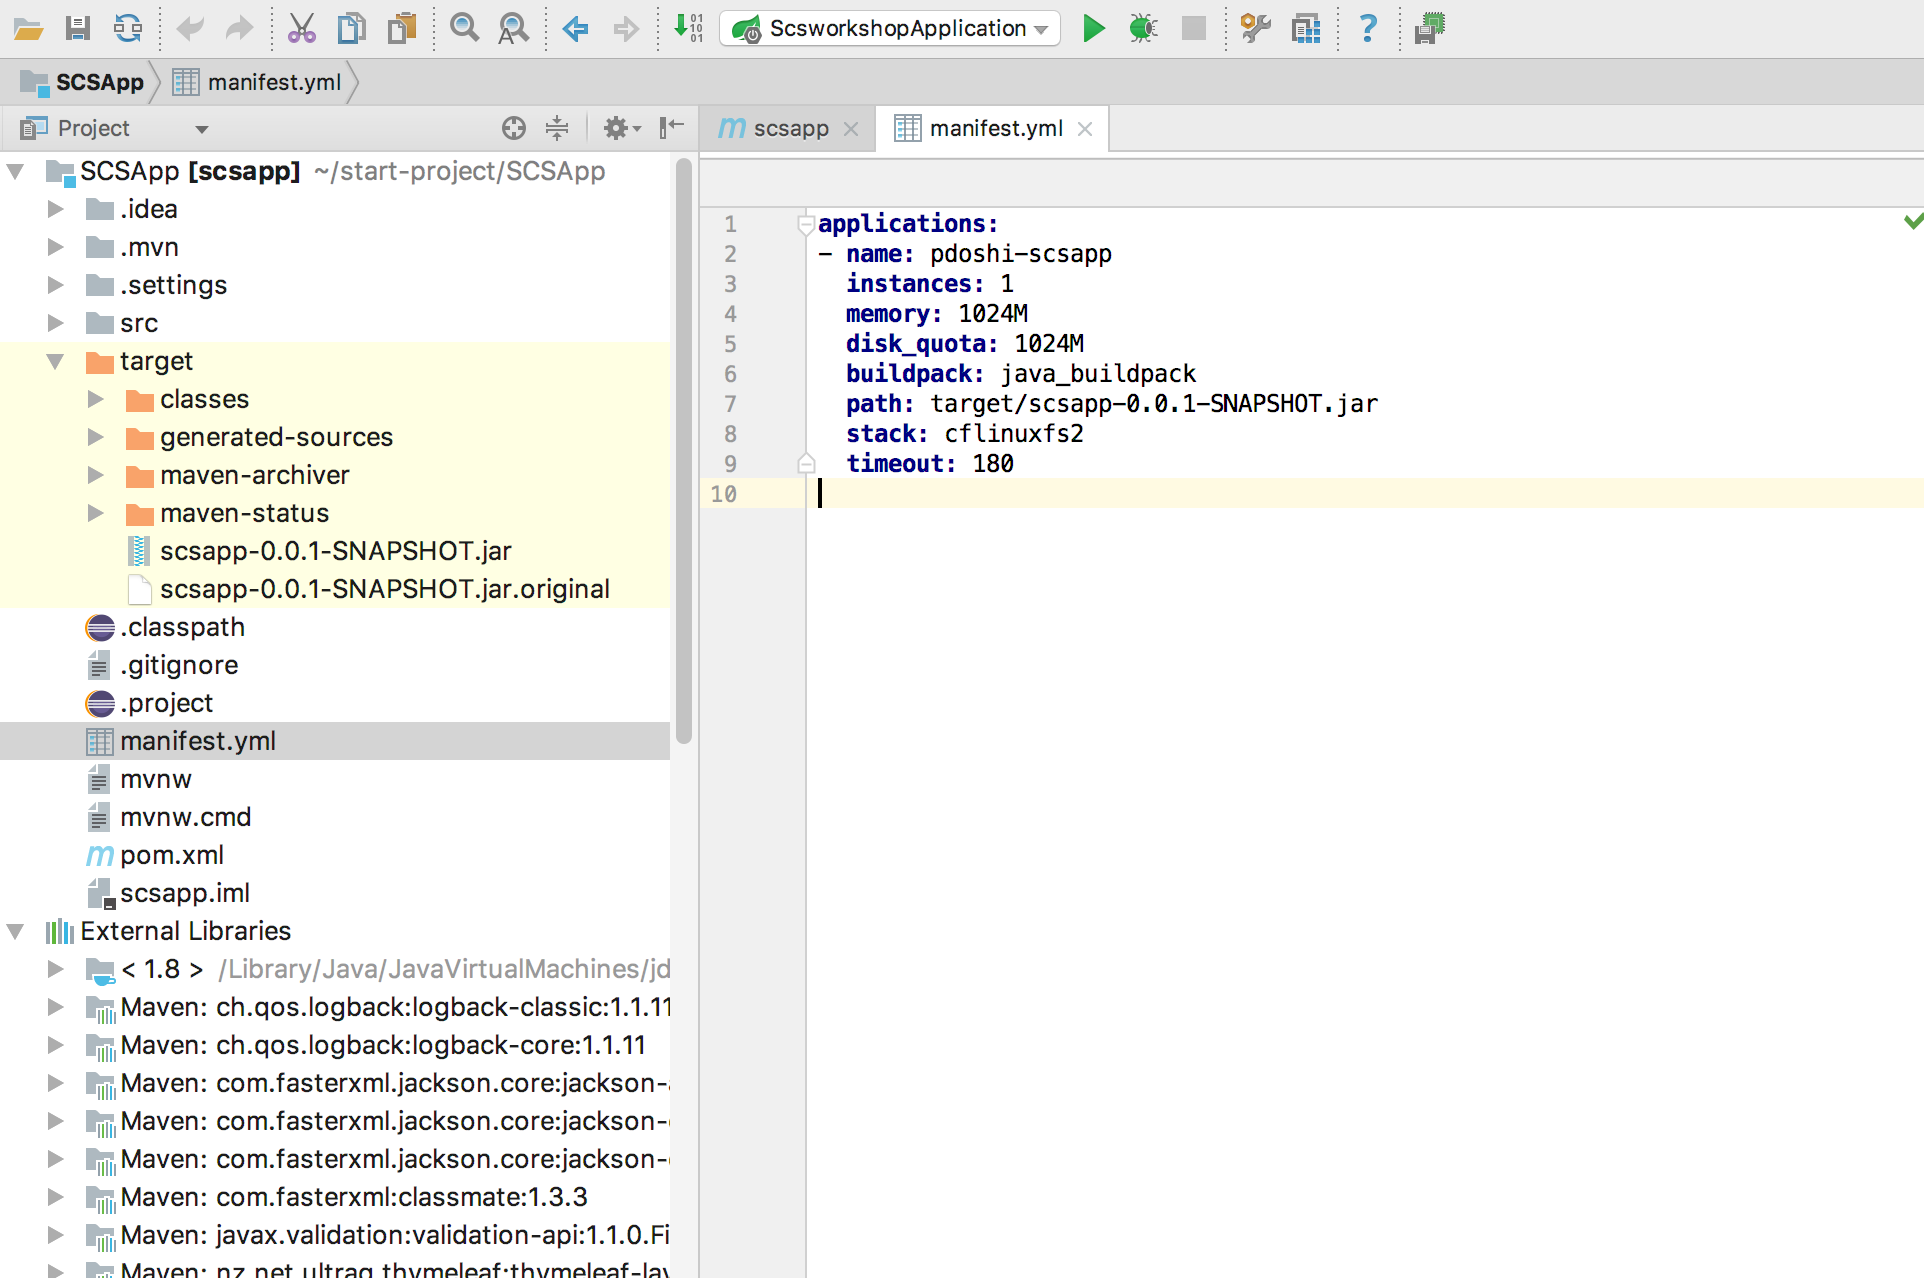 ScsworkshopApplication
SCSApp
manifest.yml
Project
scsapp
manifest.yml
SCSApp [scsapp] ~/start-project/SCSApp
.idea
.mvn
.settings
src
target
classes
generated-sources
maven-archiver
maven-status
scsapp-0.0.1-SNAPSHOT.jar
scsapp-0.0.1-SNAPSHOT.jar.original
.classpath
.gitignore
.project
manifest.yml
mvnw
mvnw.cmd
pom.xml
scsapp.iml
External Libraries
< 1.8 > /Library/Java/JavaVirtualMachines/jd
Maven: ch.qos.logback:logback-classic:1.1.11
Maven: ch.qos.logback:logback-core:1.1.11
Maven: com.fasterxml.jackson.core:jackson-
Maven: com.fasterxml.jackson.core:jackson-
Maven: com.fasterxml.jackson.core:jackson-
Maven: com.fasterxml:classmate:1.3.3
Maven: javax.validation:validation-api:1.1.0.Fi
Maven: nz.net.ultraq.thymeleaf:thymeleaf-lay
1 applications:
2 - name: pdoshi-scsapp
3 instances: 1
4 memory: 1024M
5 disk_quota: 1024M
6 buildpack: java_buildpack
7 path: target/scsapp-0.0.1-SNAPSHOT.jar
8 stack: cflinuxfs2
9 timeout: 180
10